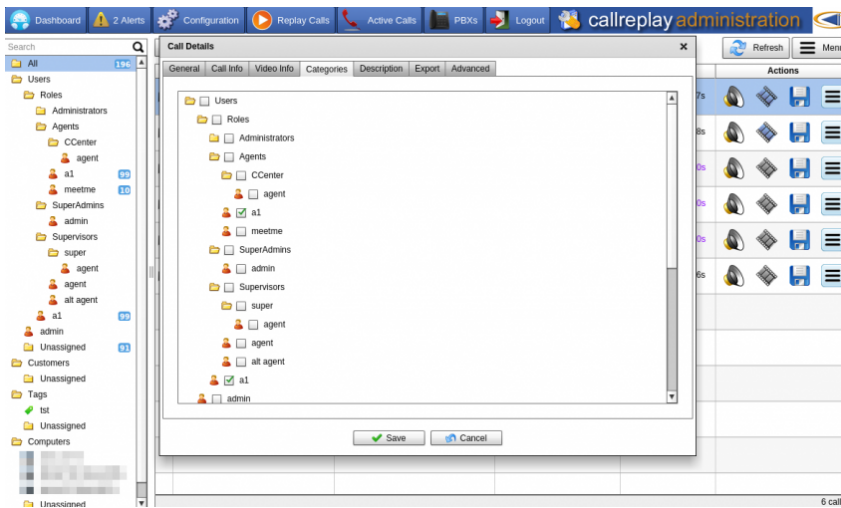 Dashboard 2 Alerts Configuration Replay Calls Active Calls PBXs Logout callreplay administration
Search
All 196
Users
Roles
Administrators
Agents
CCenter
agent
a1 99
meetme 10
SuperAdmins
admin
Supervisors
super
agent
agent
alt agent
a1 99
admin
Unassigned 91
Customers
Unassigned
Tags
tst
Unassigned
Computers
Unassigned
Call Details
General Call Info Video Info Categories Description Export Advanced
Users
Roles
Administrators
Agents
CCenter
agent
a1
meetme
SuperAdmins
admin
Supervisors
super
agent
agent
alt agent
a1
admin
Save Cancel
Refresh Menu
Actions
7s
8s
0s
0s
0s
6s
6 call